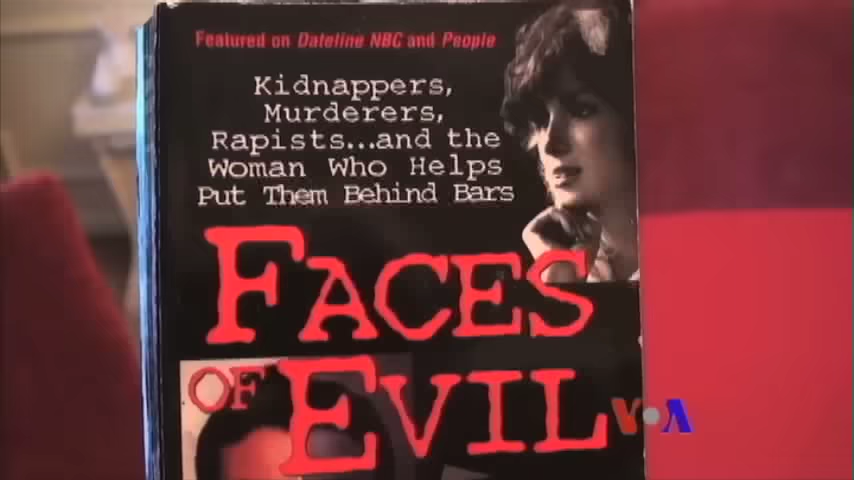 Featured on Dateline NBC and People
Kidnappers,
Murderers,
Rapists...and the
Woman Who Helps
Put Them Behind Bars
FACES
OF EVIL
VOA